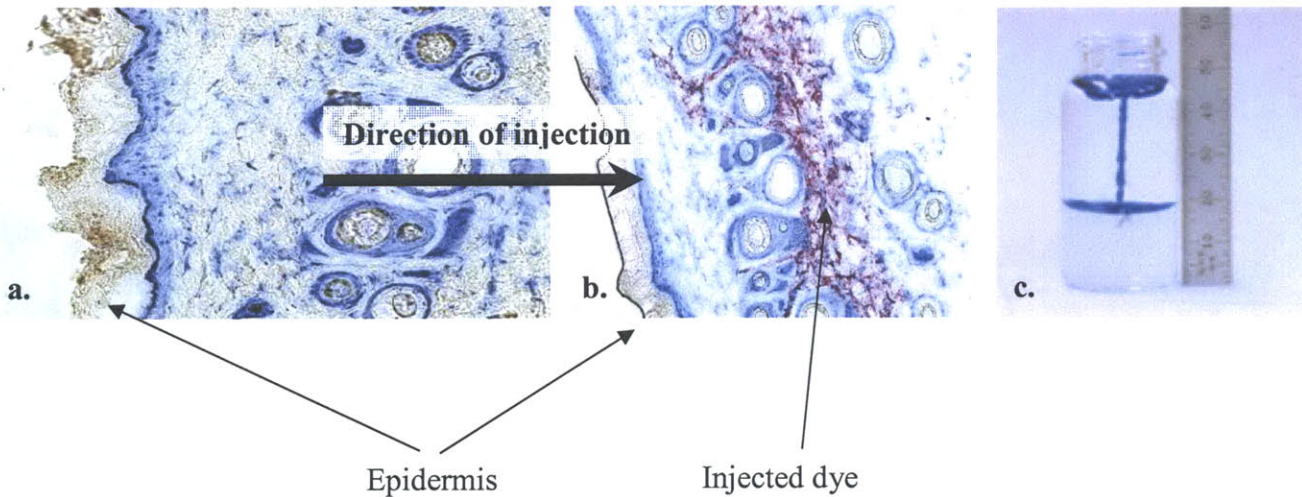 Direction of injection
a.
b.
c.
Epidermis
Injected dye